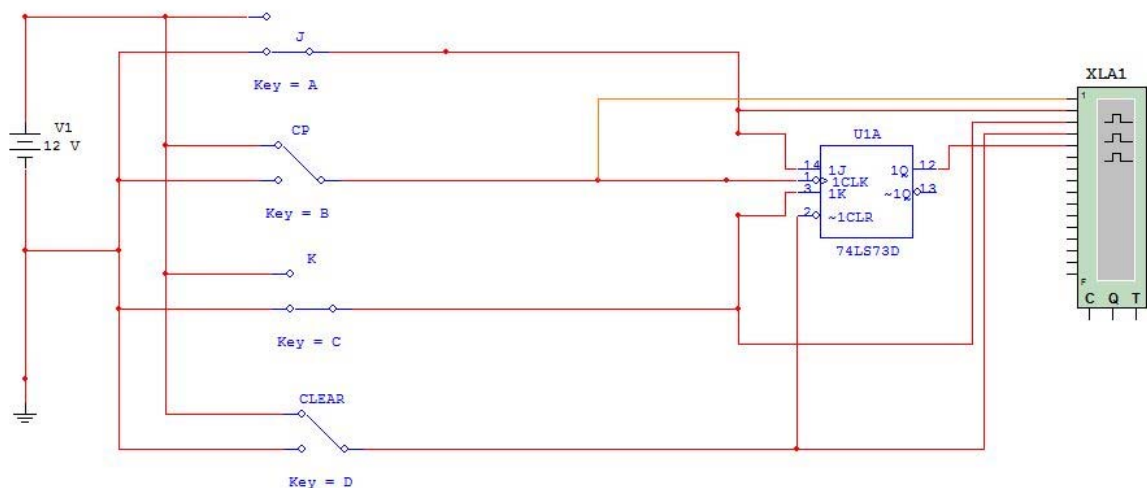 J
Key = A
XLA1
V1
12 V
CP
U1A
1
14 1J 1Q 12
1 1CLK
~1Q 13
3 1K
Key = B
2 ~1CLR
74LS73D
K
F
C Q T
Key = C
CLEAR
Key = D